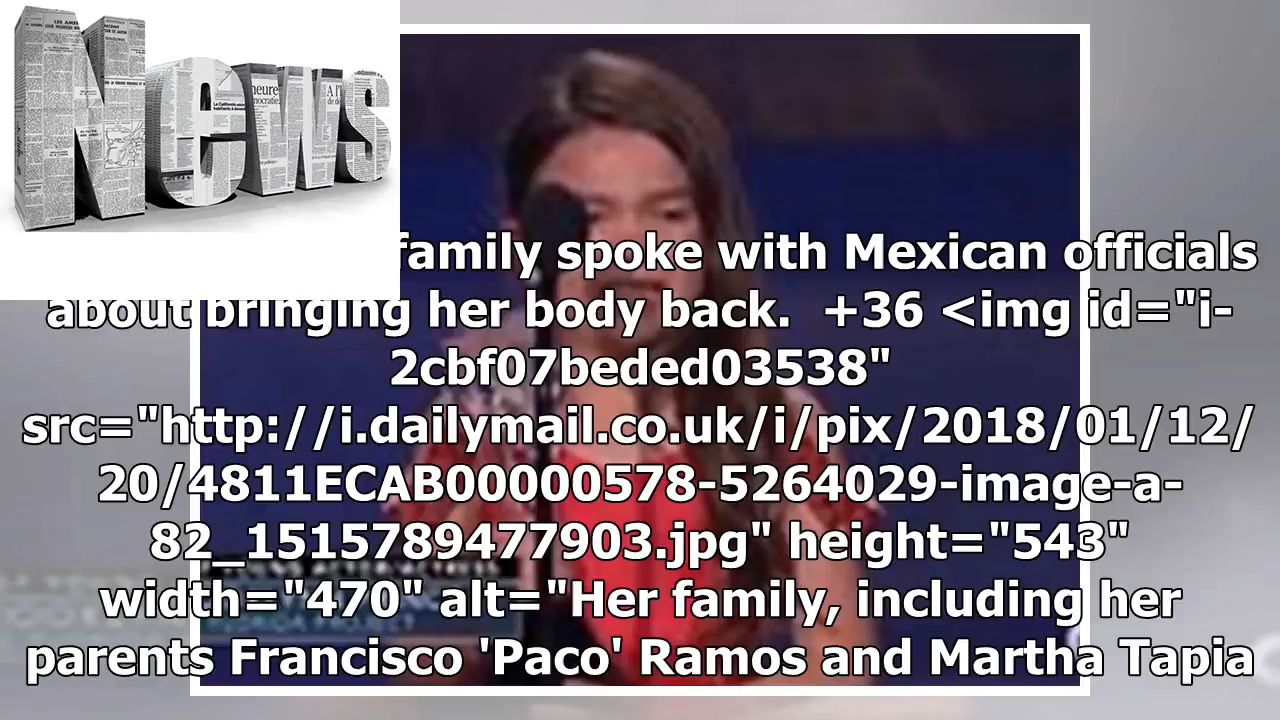 News
family spoke with Mexican officials
about bringing her body back.  +36 <img id="i-
2cbf07beded03538"
src="http://i.dailymail.co.uk/i/pix/2018/01/12/
20/4811ECAB00000578-5264029-image-a-
82_1515789477903.jpg" height="543"
width="470" alt="Her family, including her
parents Francisco 'Paco' Ramos and Martha Tapia